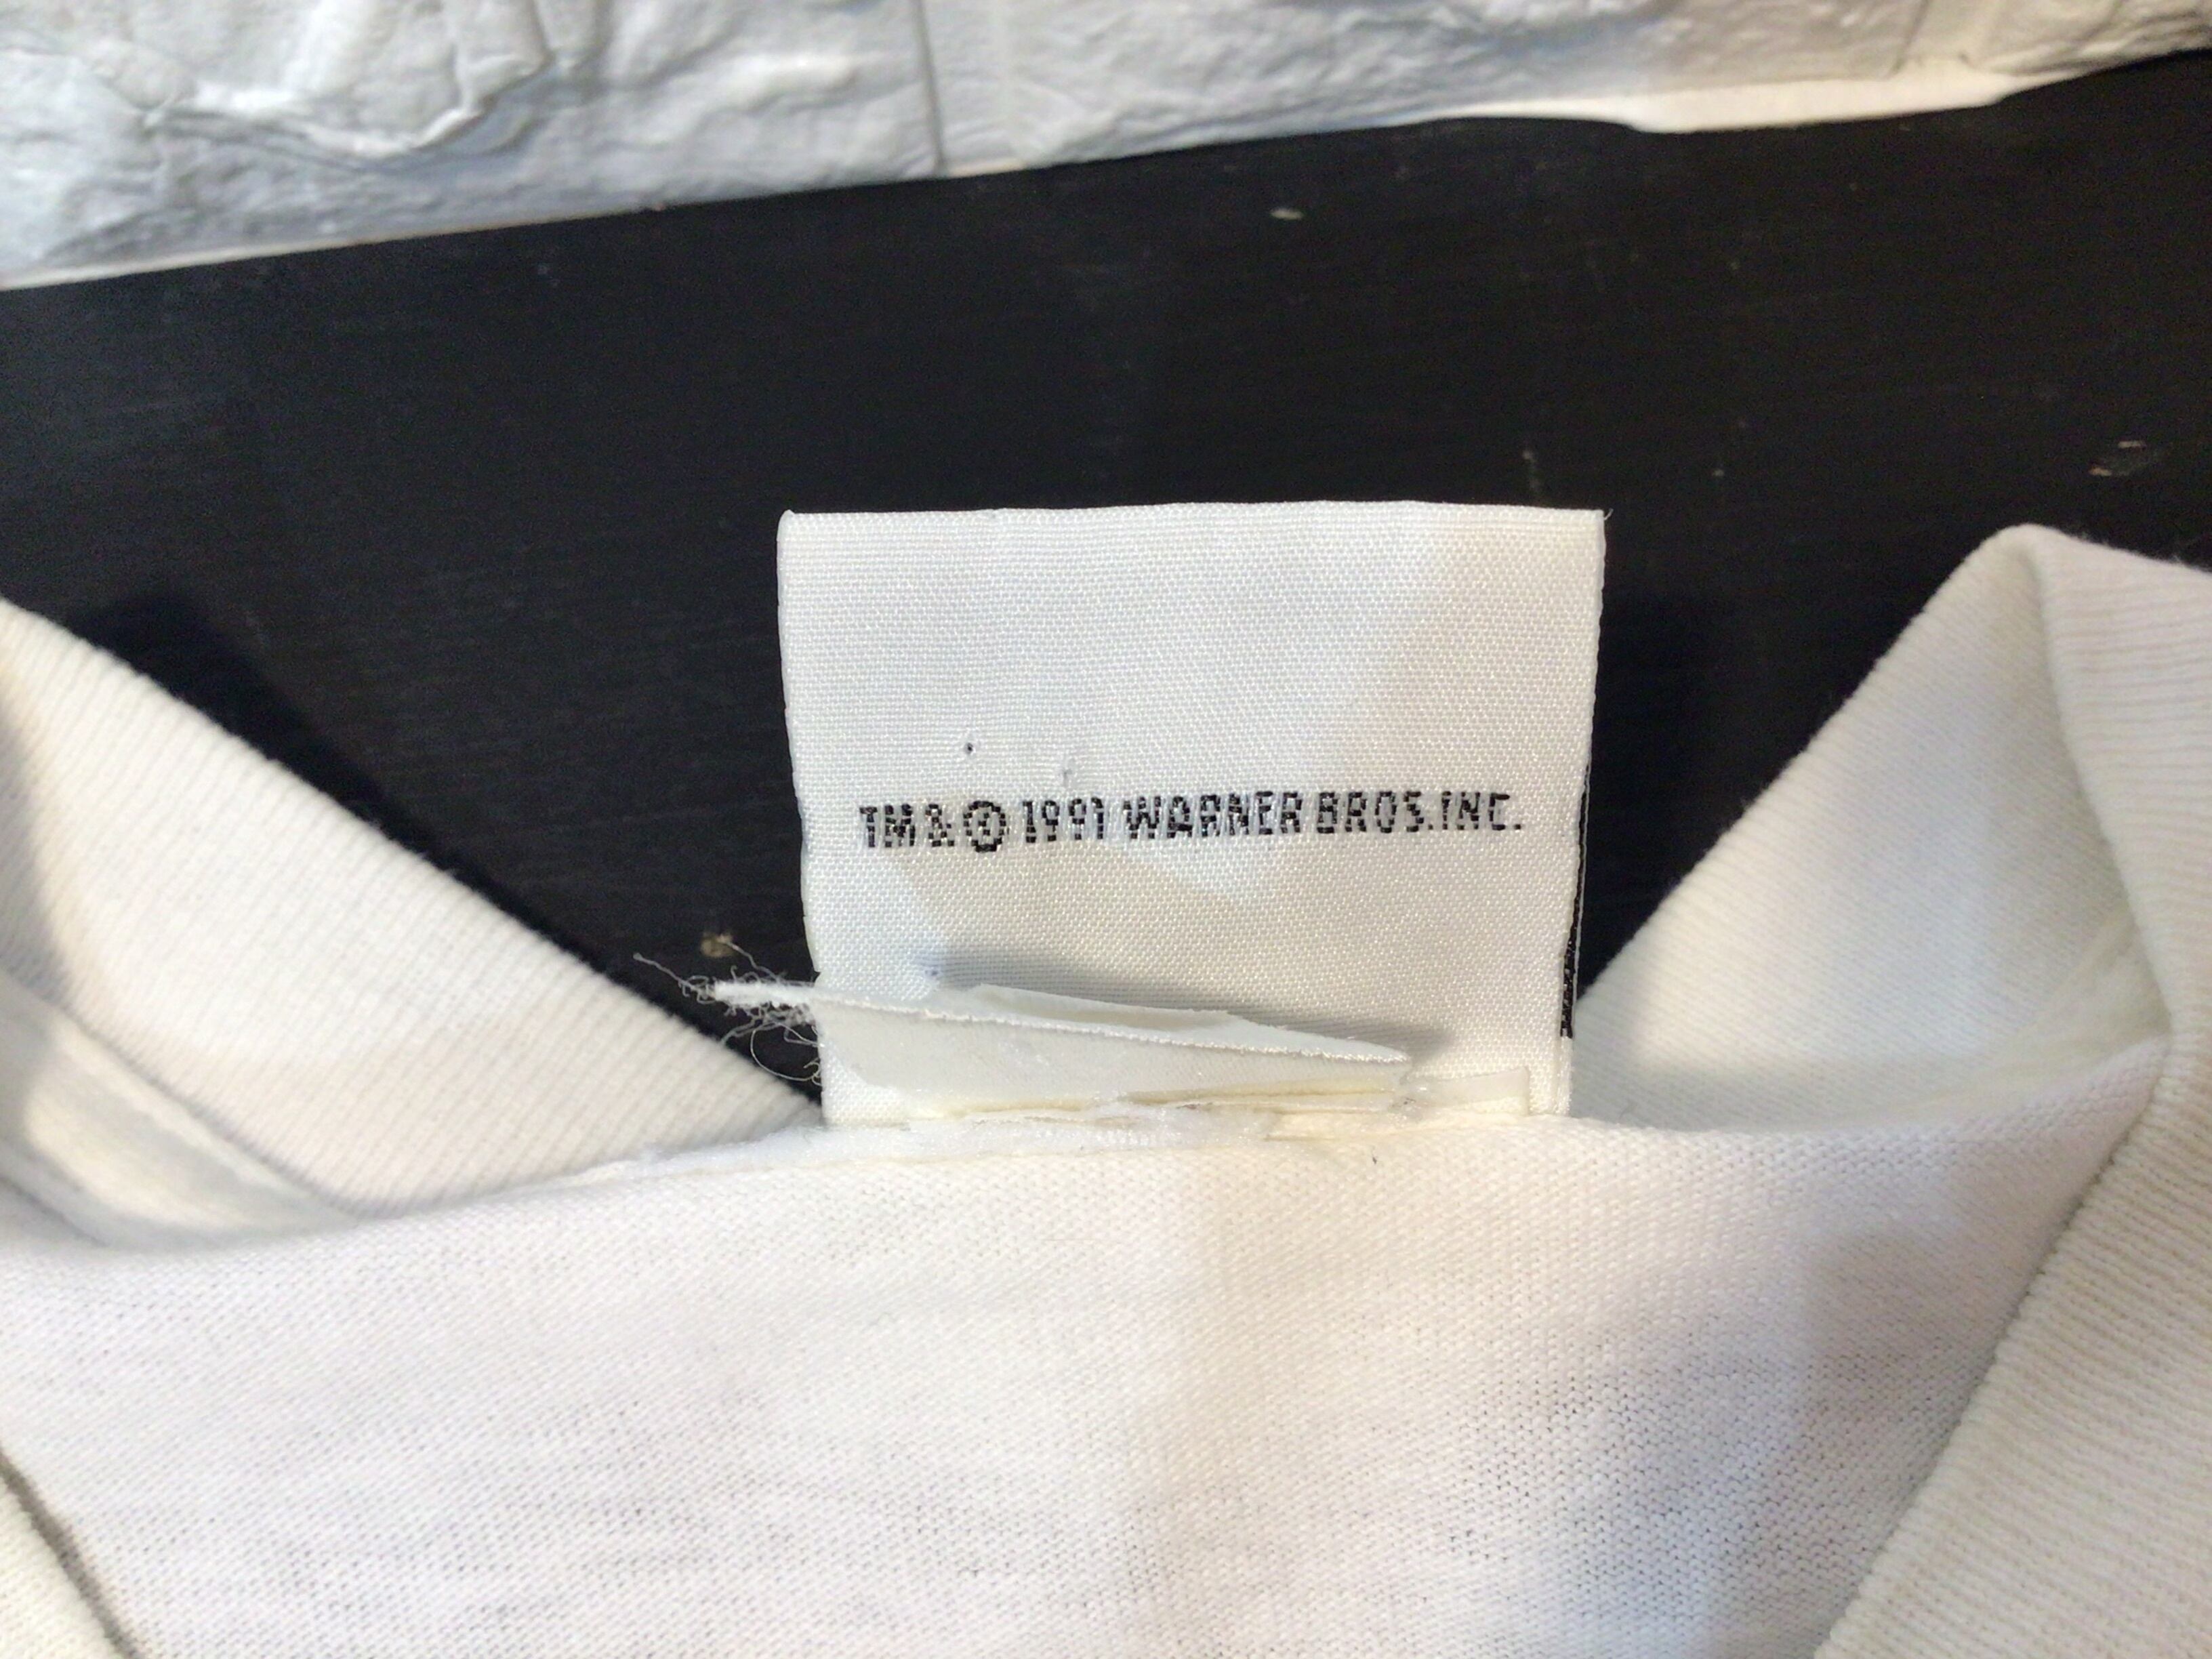 TM & © 1991 WARNER BROS. INC.